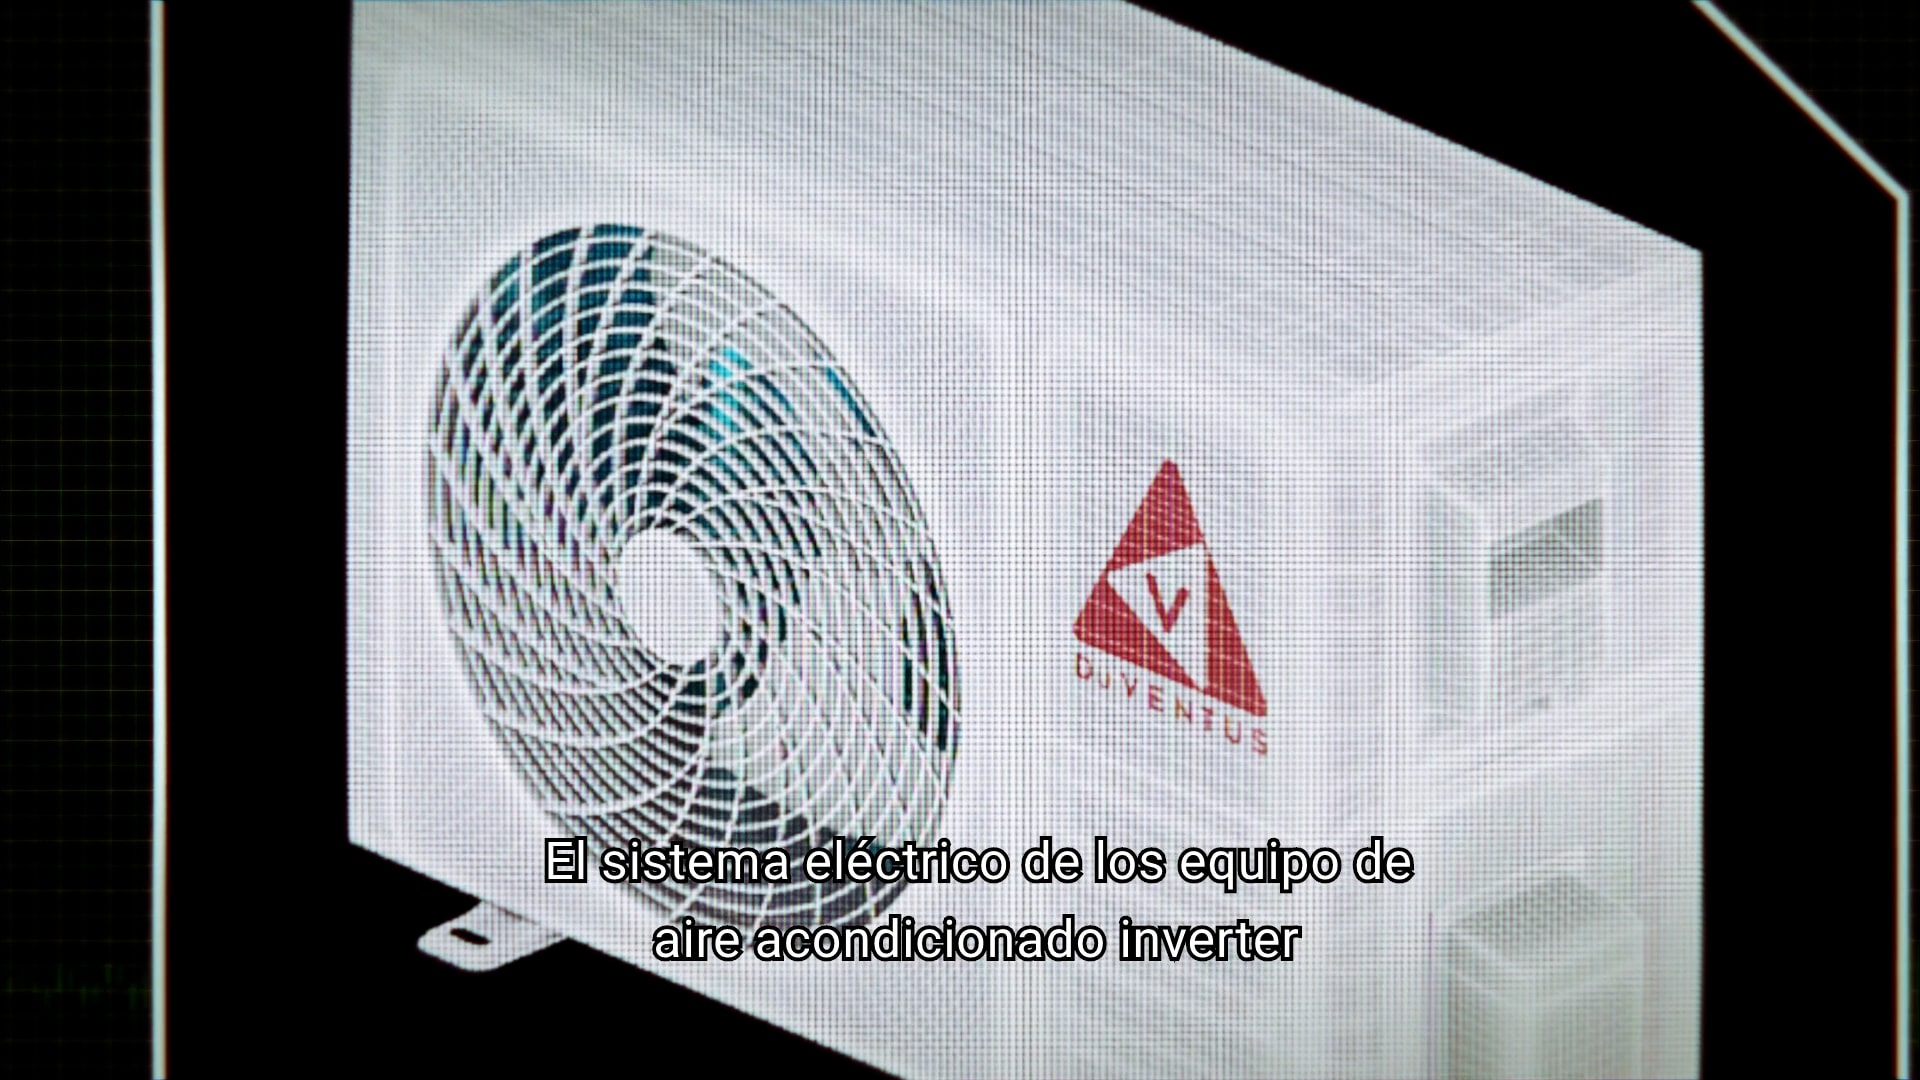 V
DUVENTUS
El sistema eléctrico de los equipo de
aire acondicionado inverter